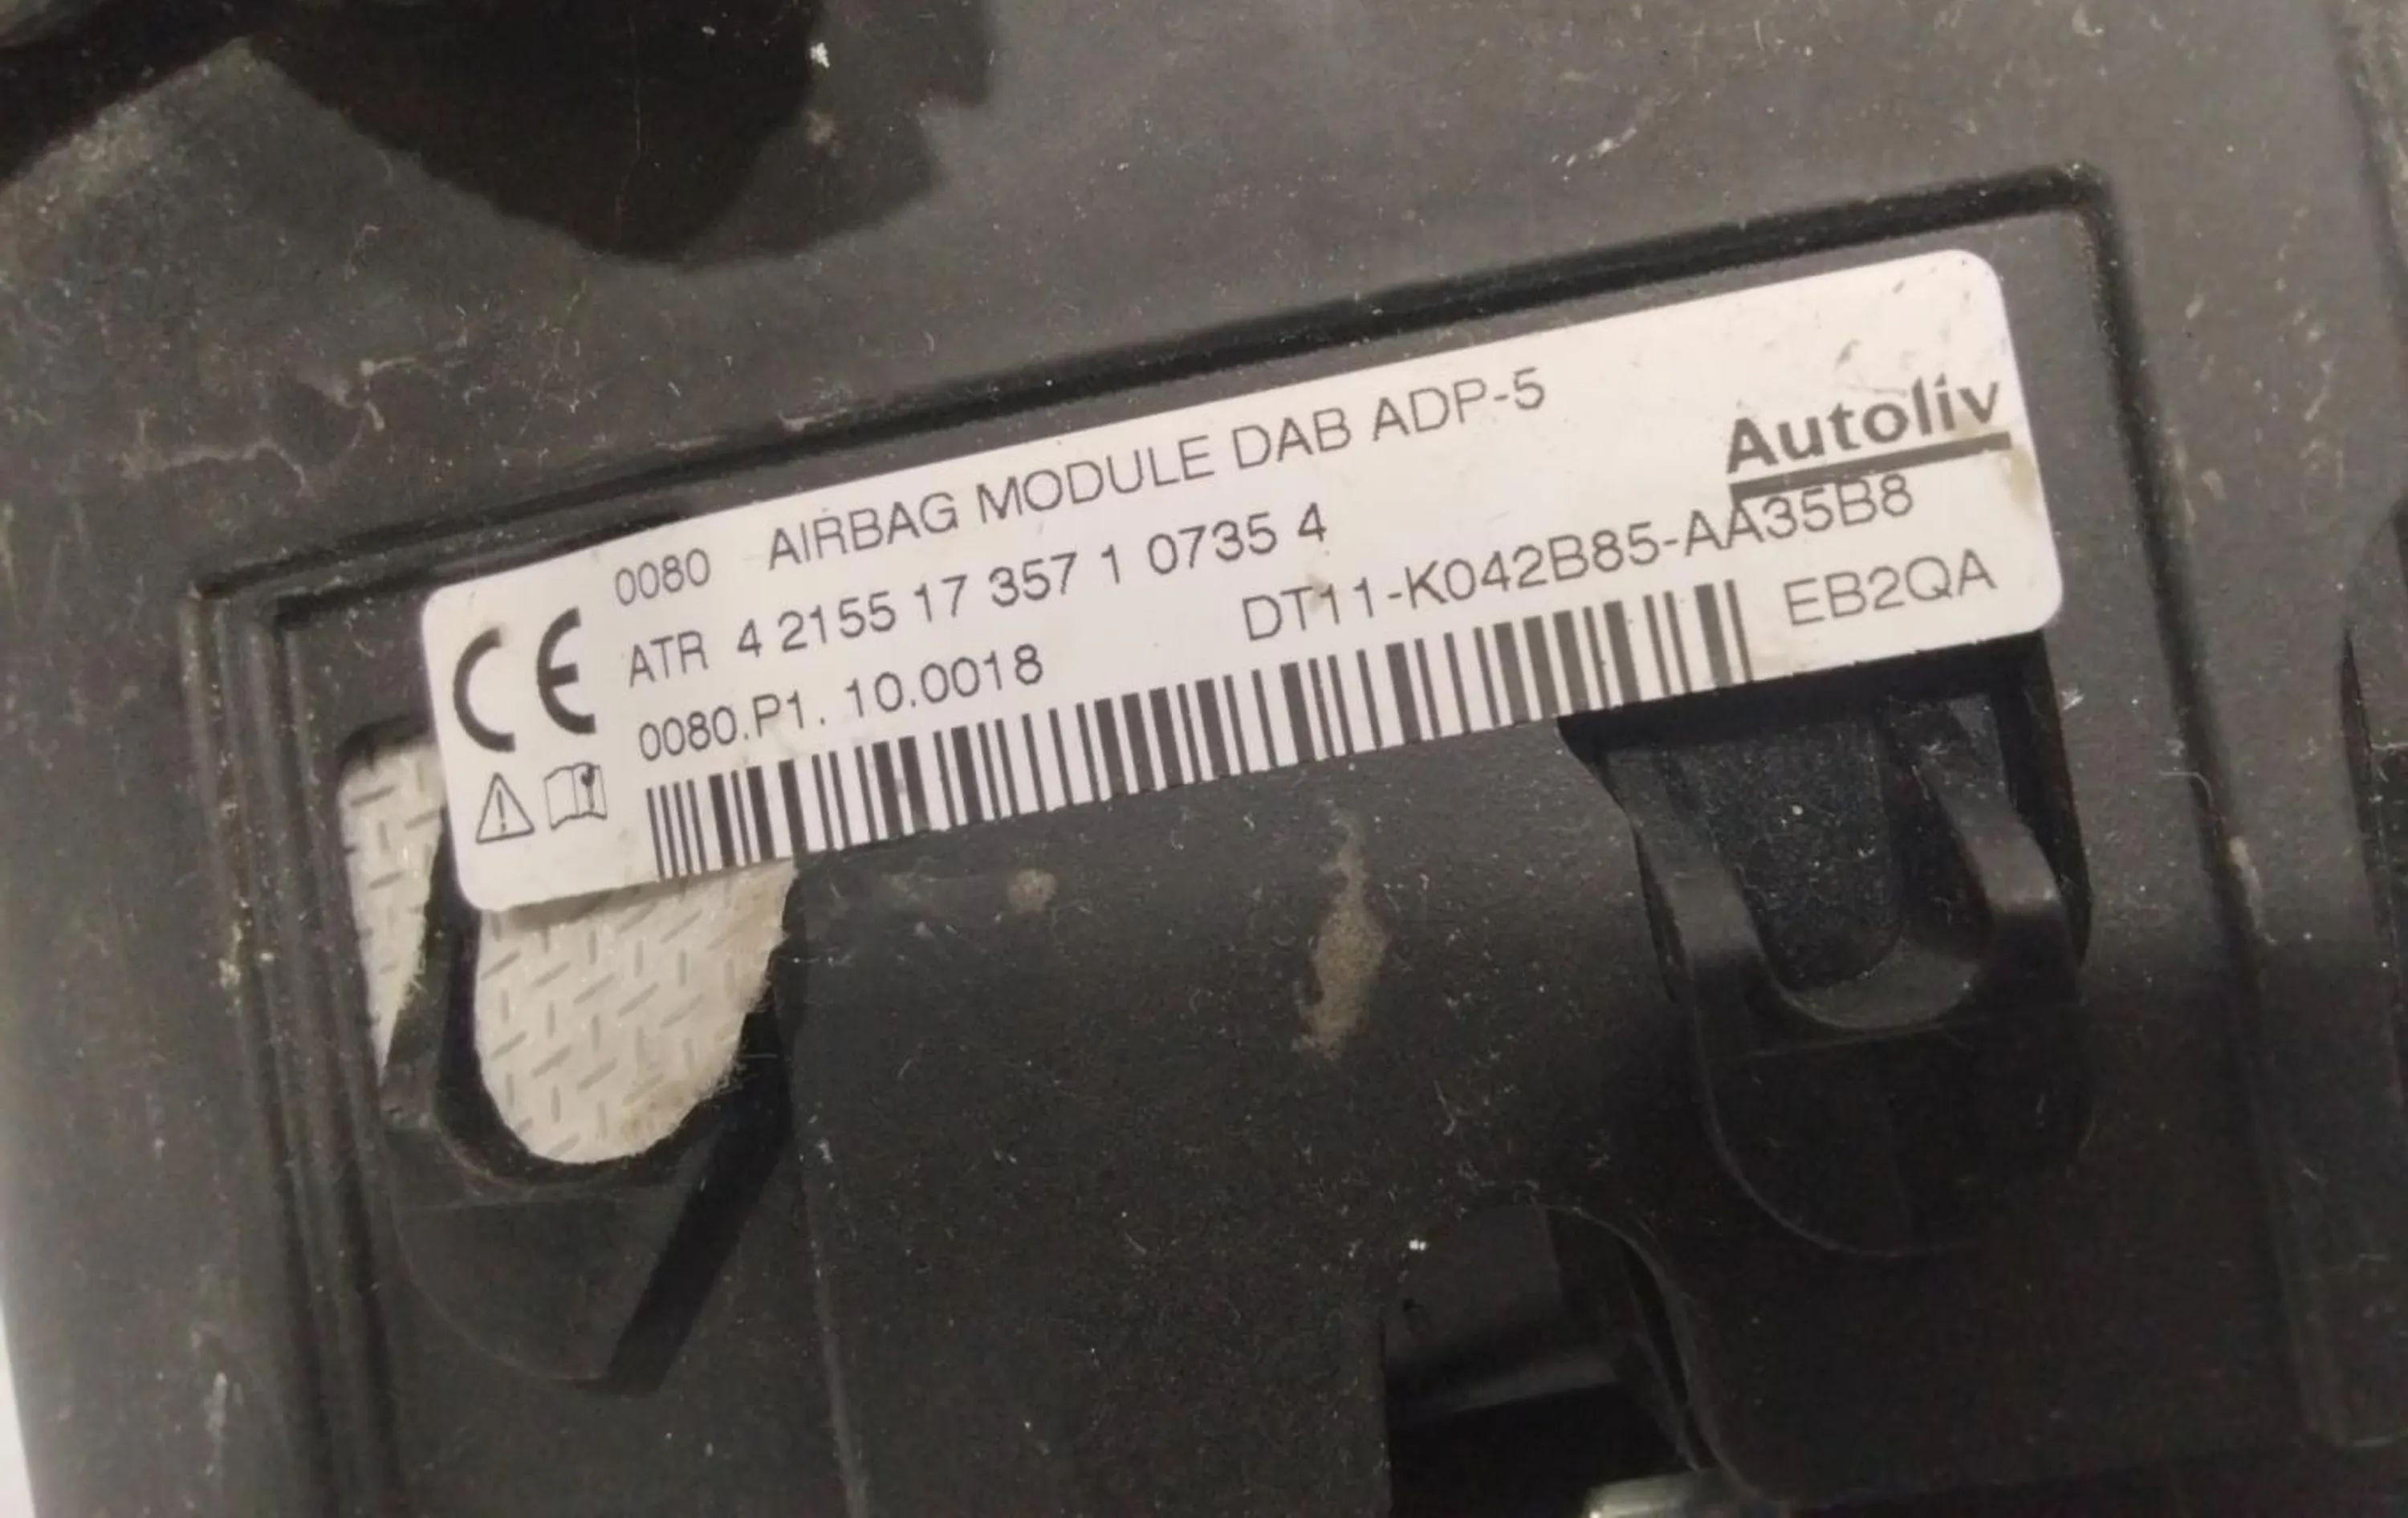 0080 AIRBAG MODULE DAB ADP-5
Autoliv
CE
ATR 4 2155 17 357 1 0735 4
0080.P1. 10.0018
DT11-K042B85-AA35B8
EB2QA